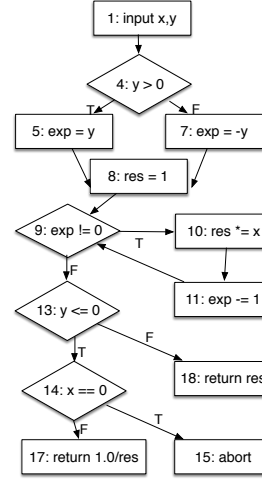 1: input x,y
4: y > 0
T
F
5: exp = y
7: exp = -y
8: res = 1
9: exp != 0
T
10: res *= x
F
11: exp -= 1
13: y <= 0
F
T
18: return res
14: x == 0
T
F
17: return 1.0/res
15: abort